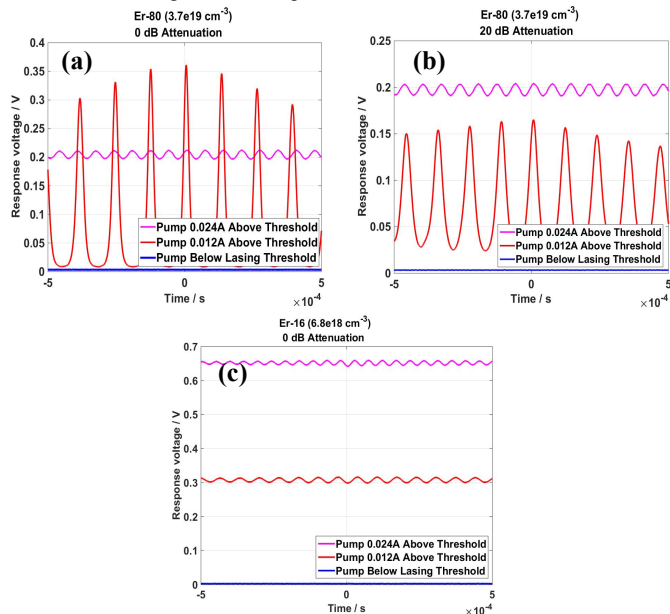 Er-80 (3.7e19 cm⁻³)
0 dB Attenuation
(a)
0.4
0.35
0.3
0.25
0.2
0.15
0.1
0.05
0
Response voltage / V
Pump 0.024A Above Threshold
Pump 0.012A Above Threshold
Pump Below Lasing Threshold
-5 0 5
Time / s
×10⁻⁴
Er-80 (3.7e19 cm⁻³)
20 dB Attenuation
(b)
0.25
0.2
0.15
0.1
0.05
0
Response voltage / V
Pump 0.024A Above Threshold
Pump 0.012A Above Threshold
Pump Below Lasing Threshold
-5 0 5
Time / s
×10⁻⁴
Er-16 (6.8e18 cm⁻³)
0 dB Attenuation
(c)
0.7
0.6
0.5
0.4
0.3
0.2
0.1
0
Response voltage / V
Pump 0.024A Above Threshold
Pump 0.012A Above Threshold
Pump Below Lasing Threshold
-5 0 5
Time / s
×10⁻⁴